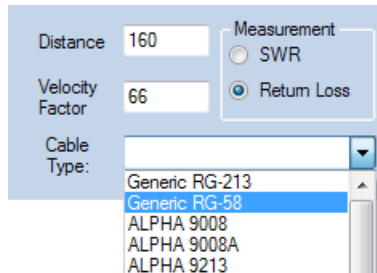 Distance 160
Measurement
SWR
Return Loss
Velocity
Factor
66
Cable
Type:
Generic RG-213
Generic RG-58
ALPHA 9008
ALPHA 9008A
ALPHA 9213